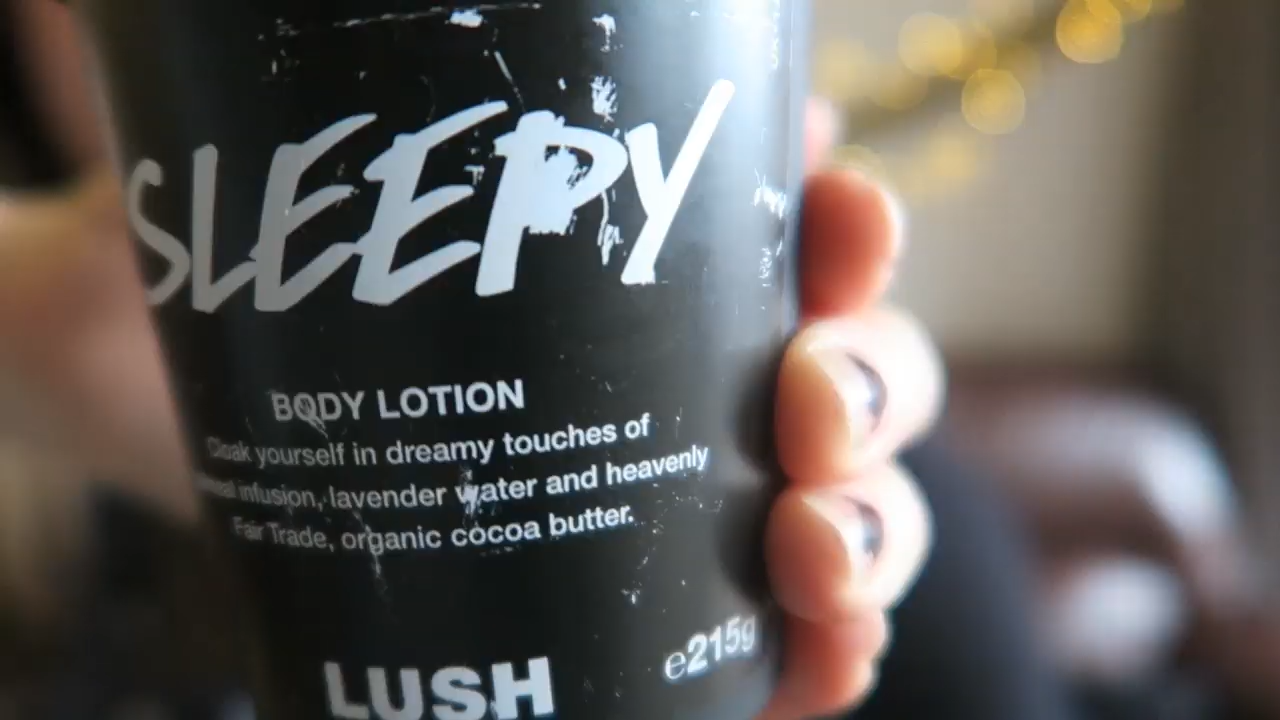 SLEEPY
BODY LOTION
Cloak yourself in dreamy touches of
infusion, lavender water and heavenly
Fair Trade, organic cocoa butter.
LUSH
e215g